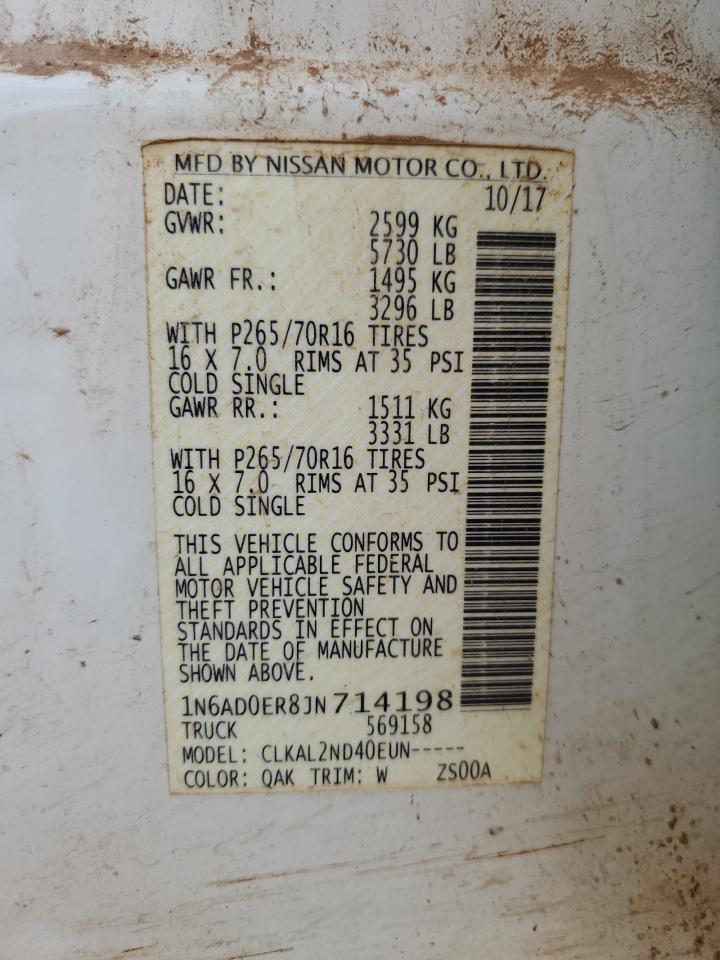 MFD BY NISSAN MOTOR CO., LTD.
DATE: 10/17
GVWR: 2599 KG
5730 LB
GAWR FR.: 1495 KG
3296 LB
WITH P265/70R16 TIRES
16 X 7.0 RIMS AT 35 PSI
COLD SINGLE
GAWR RR.: 1511 KG
3331 LB
WITH P265/70R16 TIRES
16 X 7.0 RIMS AT 35 PSI
COLD SINGLE
THIS VEHICLE CONFORMS TO
ALL APPLICABLE FEDERAL
MOTOR VEHICLE SAFETY AND
THEFT PREVENTION
STANDARDS IN EFFECT ON
THE DATE OF MANUFACTURE
SHOWN ABOVE.
1N6AD0ER8JN714198
TRUCK 569158
MODEL: CLKAL2ND40EUN-----
COLOR: QAK TRIM: W ZS00A